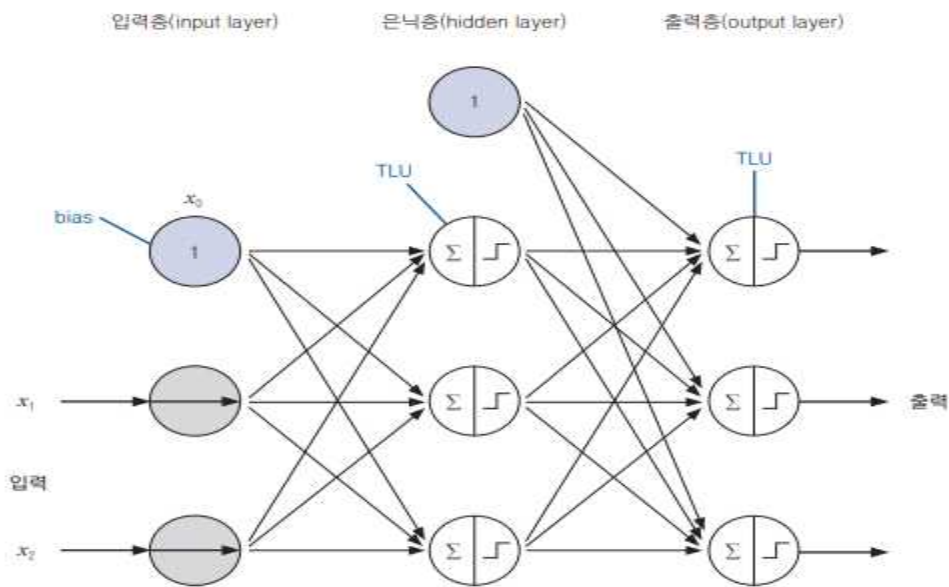 입력층(input layer) 은닉층(hidden layer) 출력층(output layer)
1
TLU TLU
x₀
bias
1 Σ Σ
x₁ Σ Σ 출력
입력
x₂ Σ Σ